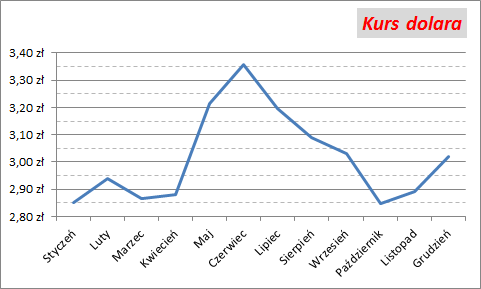 Kurs dolara
3,40 zł
3,30 zł
3,20 zł
3,10 zł
3,00 zł
2,90 zł
2,80 zł
Styczeń
Luty
Marzec
Kwiecień
Maj
Czerwiec
Lipiec
Sierpień
Wrzesień
Październik
Listopad
Grudzień